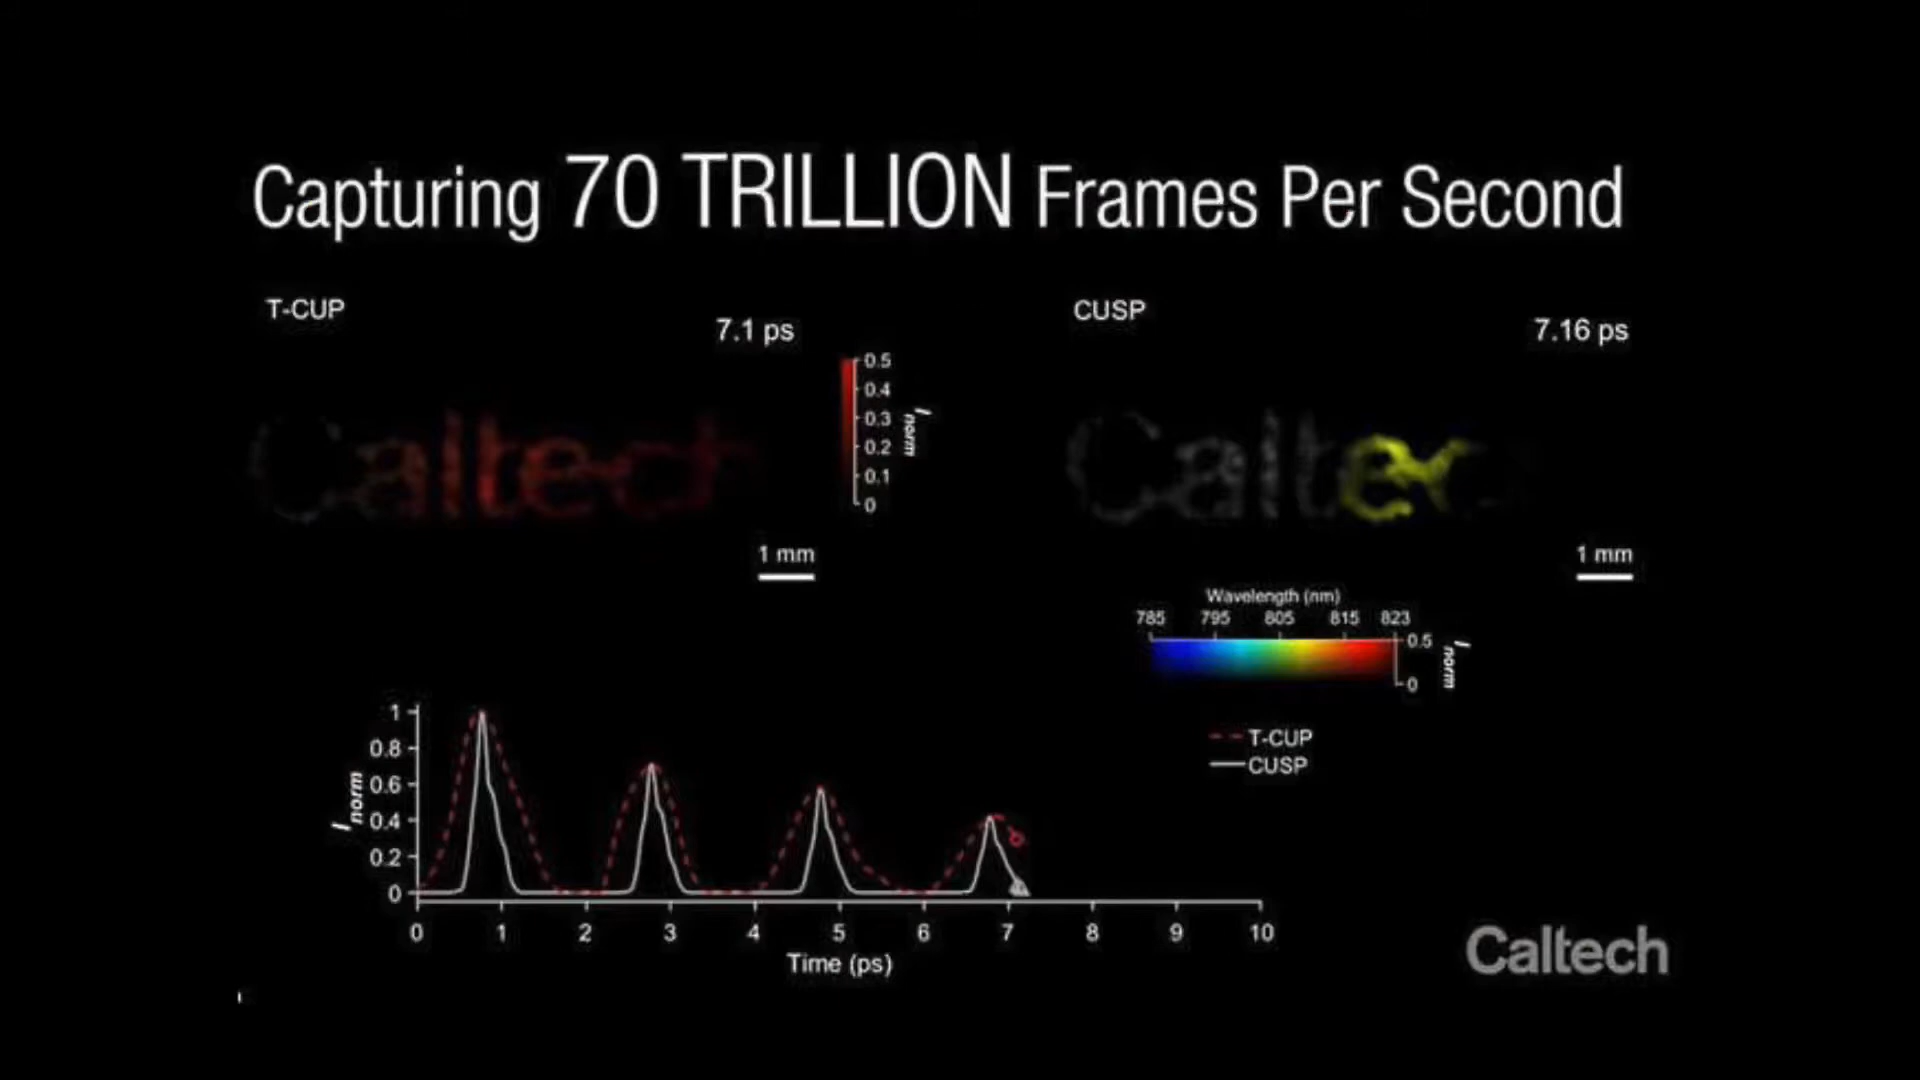 Capturing 70 TRILLION Frames Per Second
T-CUP
7.1 ps
0.5
0.4
0.3
0.2
0.1
0
I norm
Caltech
1 mm
CUSP
7.16 ps
Caltec
1 mm
Wavelength (nm)
785 795 805 815 823
0.5
0
I norm
T-CUP
CUSP
1
0.8
0.6
0.4
0.2
0
I norm
0 1 2 3 4 5 6 7 8 9 10
Time (ps)
Caltech